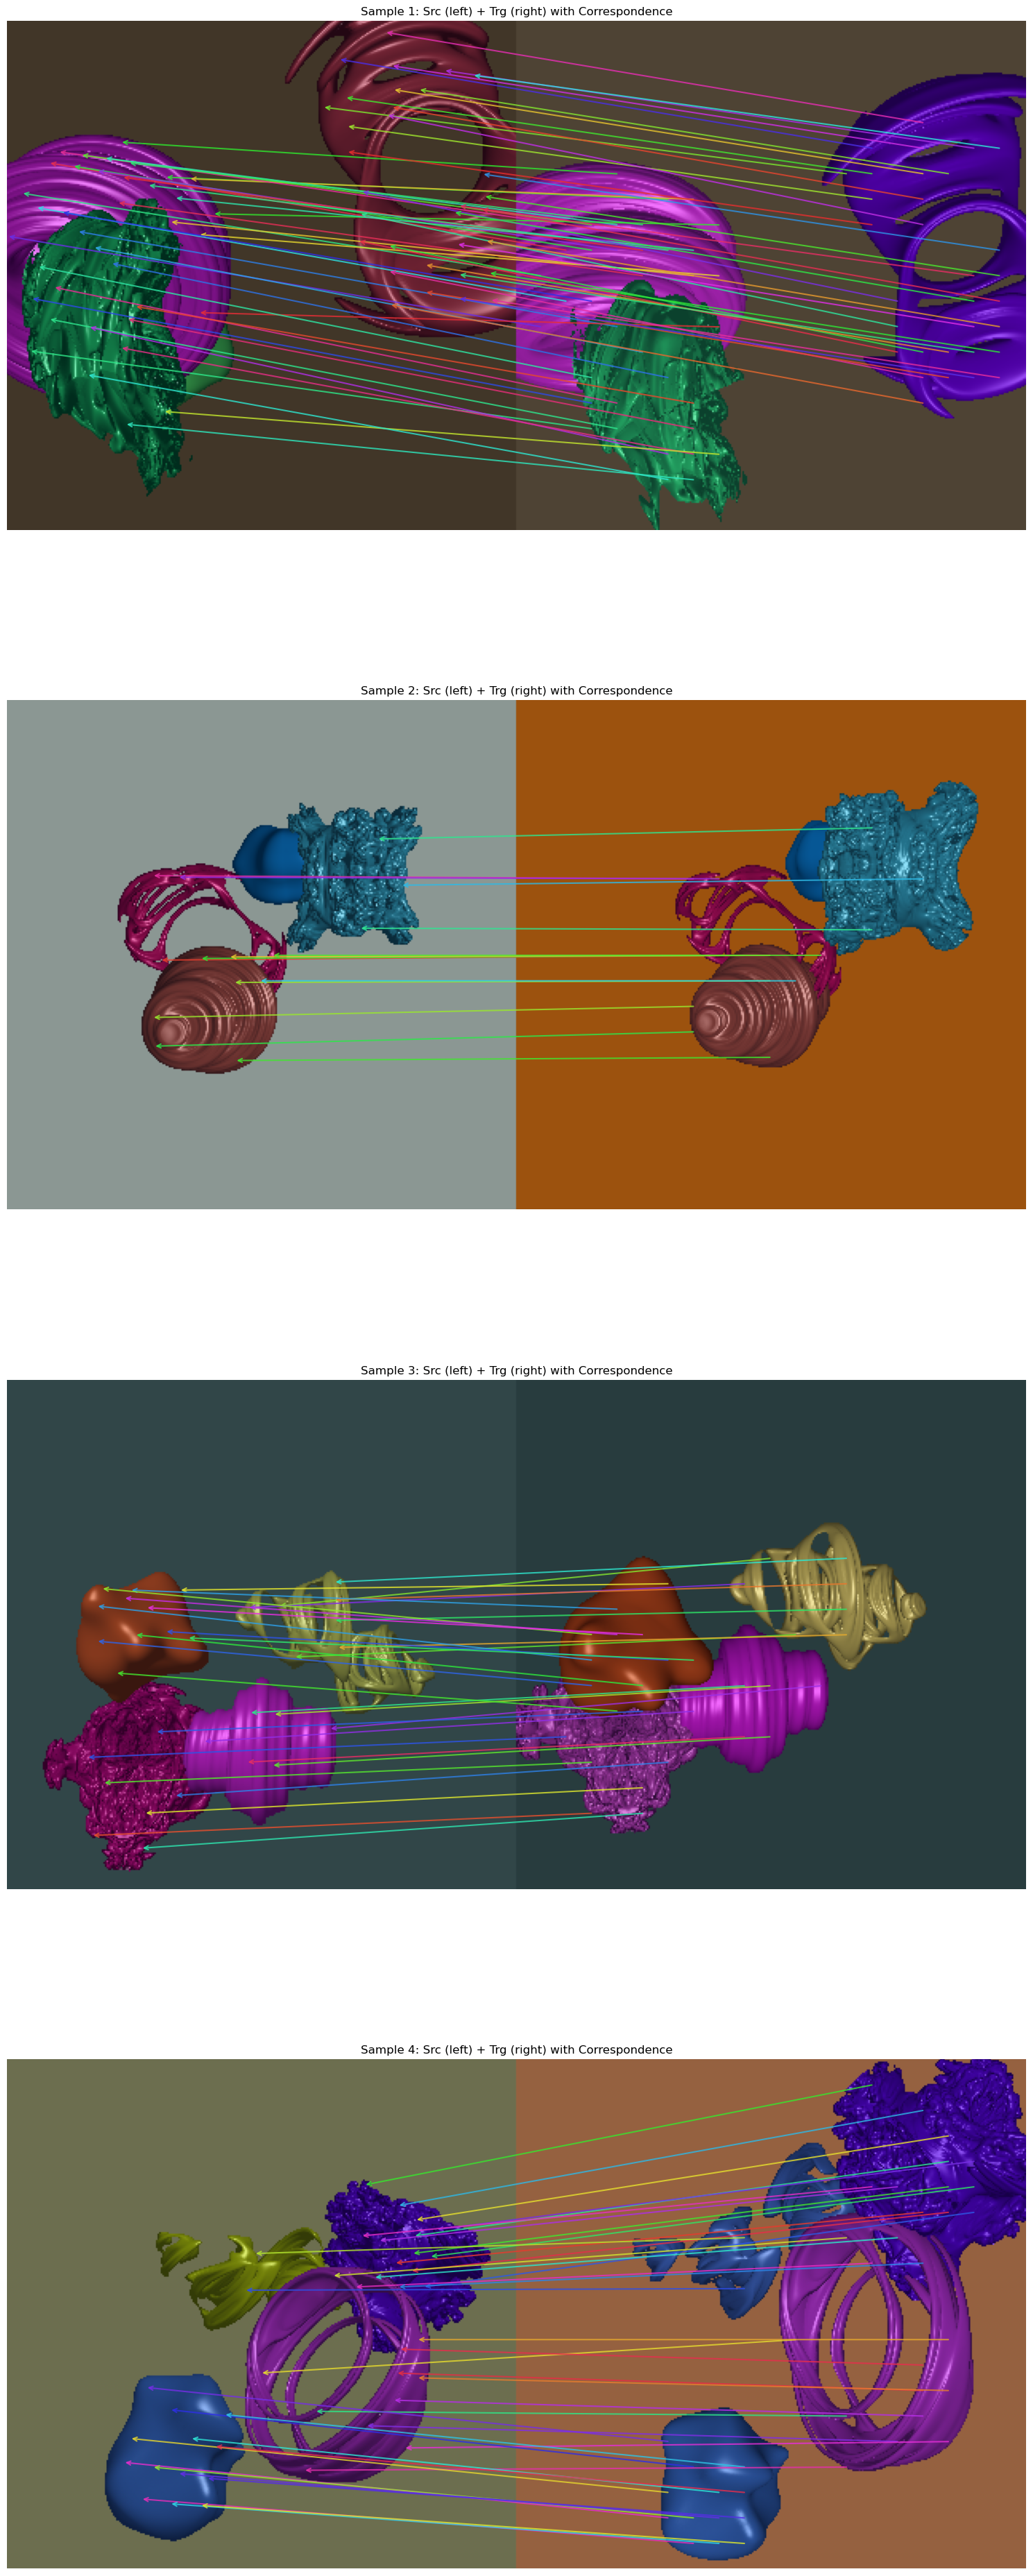 Sample 1: Src (left) + Trg (right) with Correspondence
Sample 2: Src (left) + Trg (right) with Correspondence
Sample 3: Src (left) + Trg (right) with Correspondence
Sample 4: Src (left) + Trg (right) with Correspondence